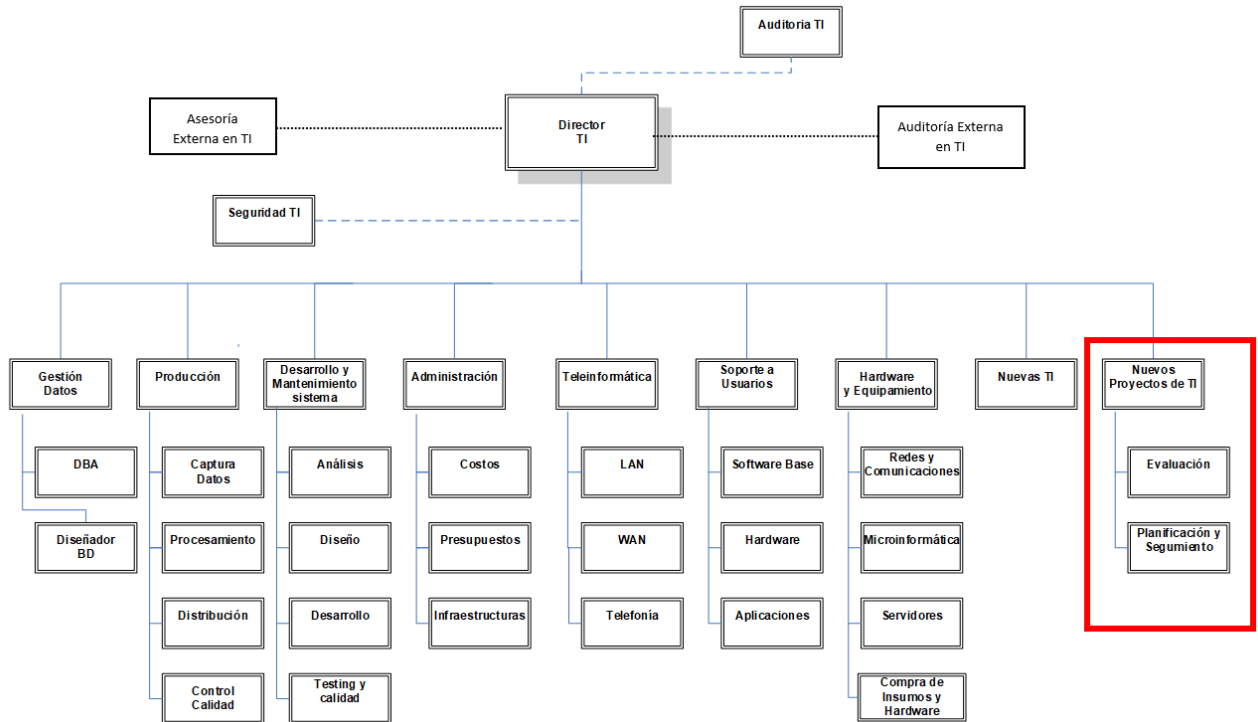 Auditoria TI
Asesoría
Externa en TI
Director
TI
Auditoría Externa
en TI
Seguridad TI
Gestión
Datos
Producción
Desarrollo y
Mantenimiento
sistema
Administración
Teleinformática
Soporte a
Usuarios
Hardware
y Equipamiento
Nuevas TI
Nuevos
Proyectos de TI
DBA
Diseñador
BD
Captura
Datos
Procesamiento
Distribución
Control
Calidad
Análisis
Diseño
Desarrollo
Testing y
calidad
Costos
Presupuestos
Infraestructuras
LAN
WAN
Telefonía
Software Base
Hardware
Aplicaciones
Redes y
Comunicaciones
Microinformática
Servidores
Compra de
Insumos y
Hardware
Evaluación
Planificación y
Segumiento